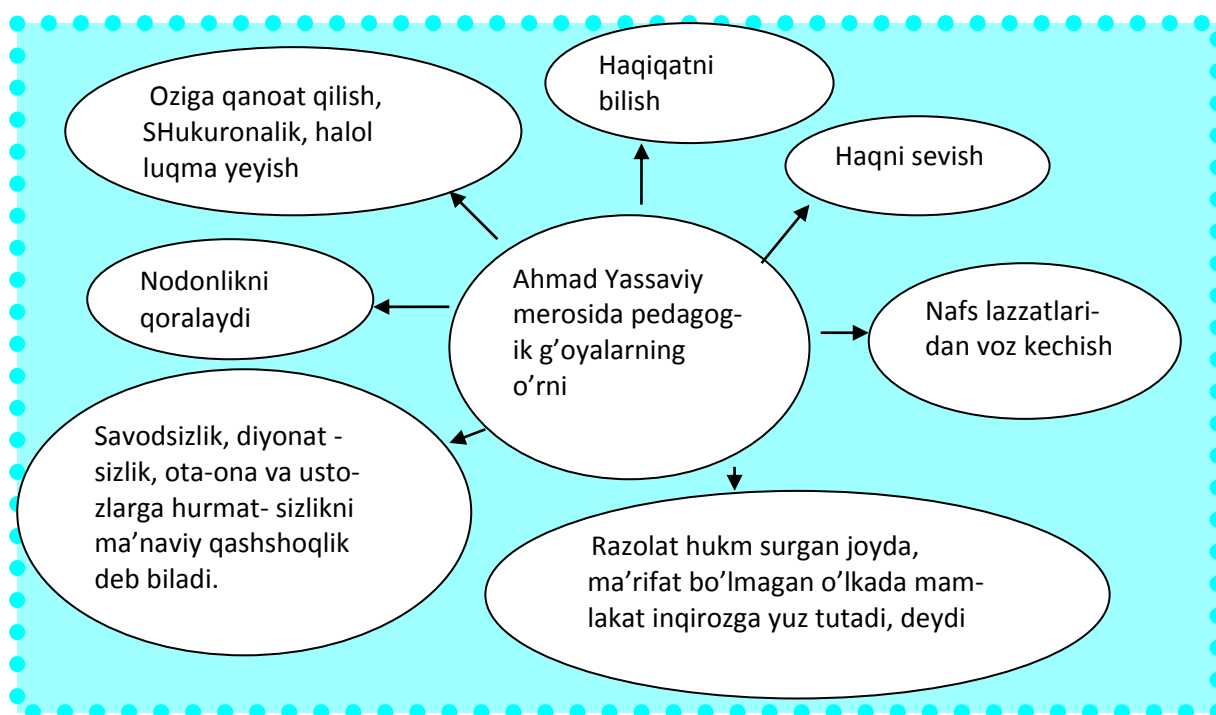 Oziga qanoat qilish,
SHukuronalik, halol
luqma yeyish
Haqiqatni
bilish
Haqni sevish
Nodonlikni
qoralaydi
Ahmad Yassaviy
merosida pedagog-
ik g’oyalarning
o’rni
Nafs lazzatlari-
dan voz kechish
Savodsizlik, diyonat -
sizlik, ota-ona va usto-
zlarga hurmat- sizlikni
ma’naviy qashshoqlik
deb biladi.
Razolat hukm surgan joyda,
ma’rifat bo’lmagan o’lkada mam-
lakat inqirozga yuz tutadi, deydi